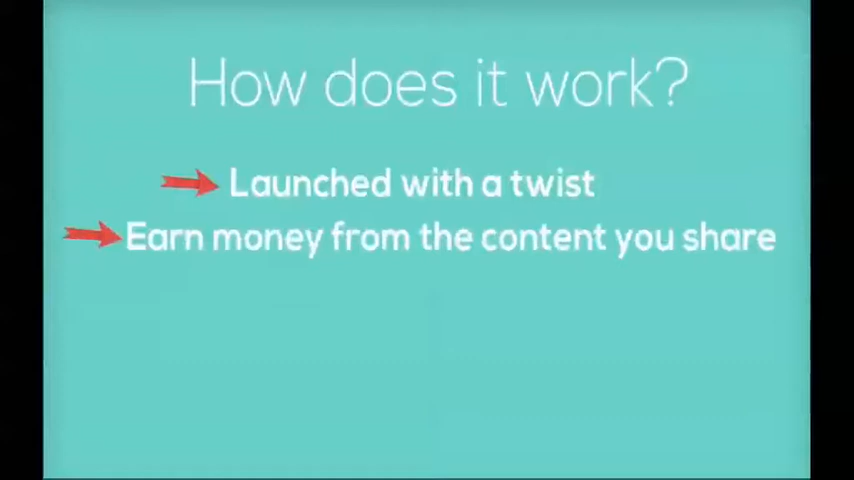 How does it work?
Launched with a twist
Earn money from the content you share